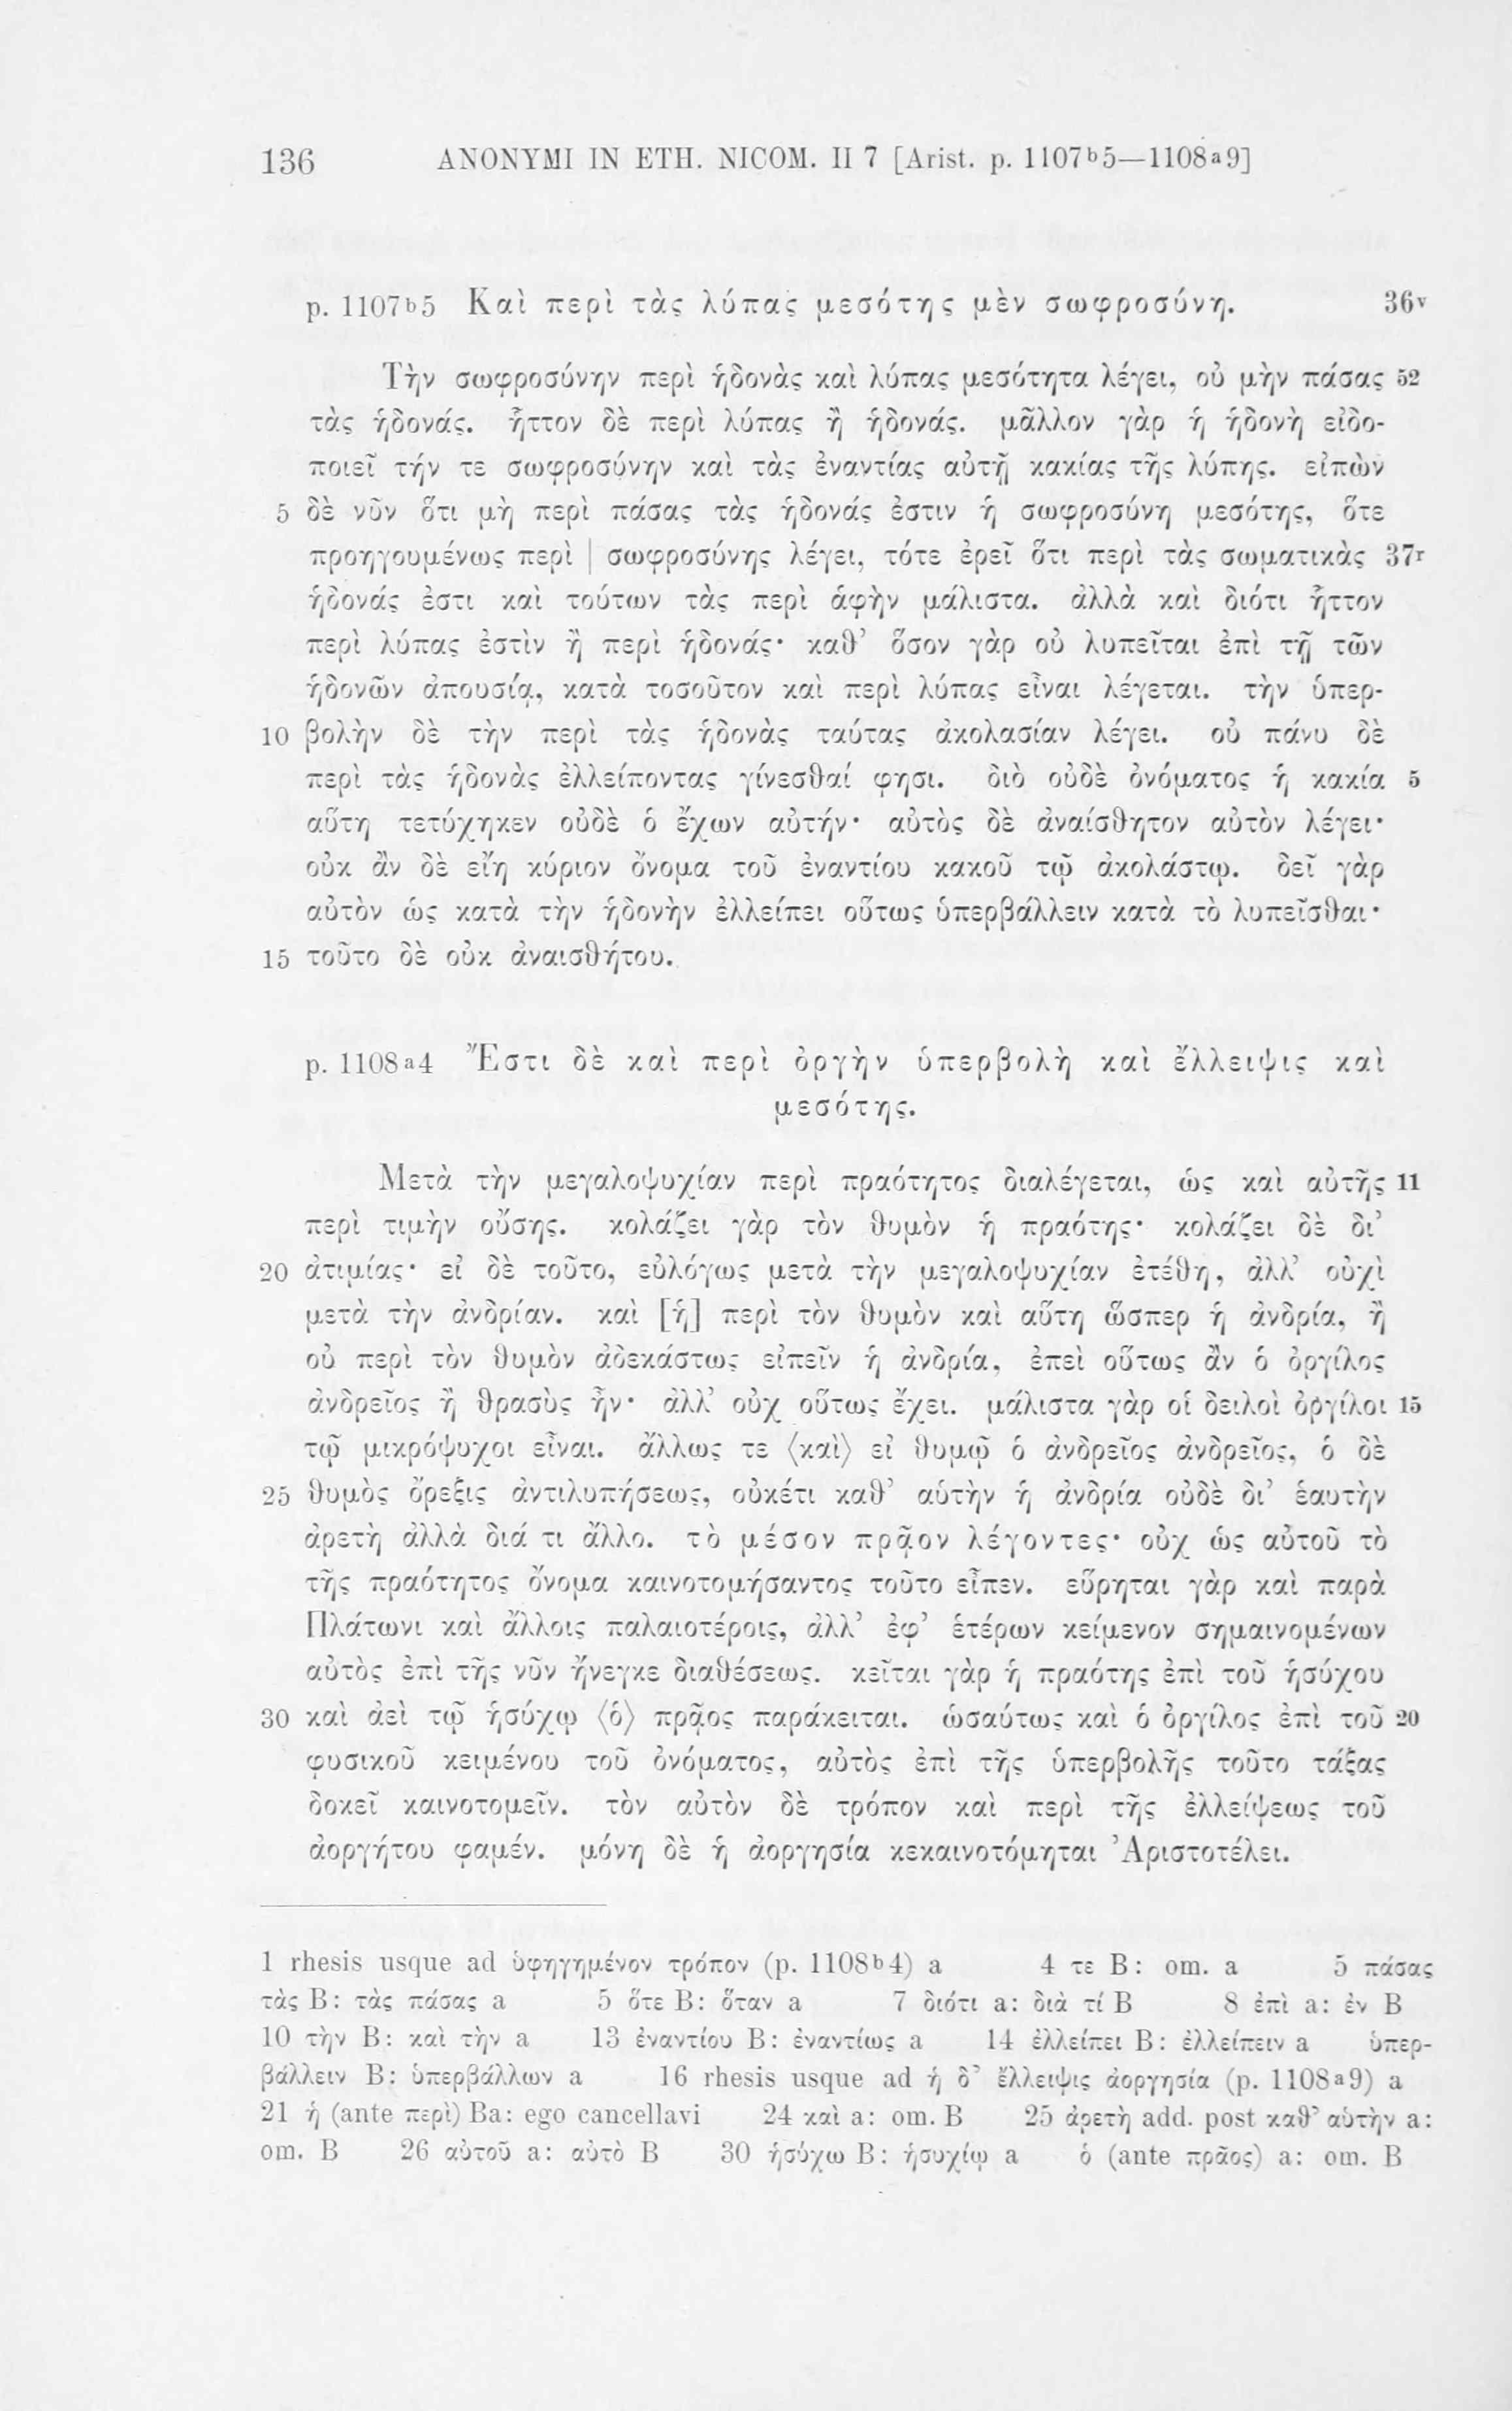 136 ANONYMI IN ETH. NICOM. II 7 [Arist. p. 1107ᵇ5—1108ᵃ9]
p. 1107ᵇ5 Καὶ περὶ τὰς λύπας μεσότης μὲν σωφροσύνη. 36ᵛ
Τὴν σωφροσύνην περὶ ἡδονὰς καὶ λύπας μεσότητα λέγει, οὐ μὴν πάσας 52
τὰς ἡδονάς. ἧττον δὲ περὶ λύπας ἢ ἡδονάς. μᾶλλον γὰρ ἡ ἡδονὴ εἰδο-
ποιεῖ τήν τε σωφροσύνην καὶ τὰς ἐναντίας αὐτῇ κακίας τῆς λύπης. εἰπὼν
5 δὲ νῦν ὅτι μὴ περὶ πάσας τὰς ἡδονάς ἐστιν ἡ σωφροσύνη μεσότης, ὅτε
προηγουμένως περὶ | σωφροσύνης λέγει, τότε ἐρεῖ ὅτι περὶ τὰς σωματικὰς 37ʳ
ἡδονάς ἐστι καὶ τούτων τὰς περὶ ἁφὴν μάλιστα. ἀλλὰ καὶ διότι ἧττον
περὶ λύπας ἐστὶν ἢ περὶ ἡδονάς· καθ’ ὅσον γὰρ οὐ λυπεῖται ἐπὶ τῇ τῶν
ἡδονῶν ἀπουσίᾳ, κατὰ τοσοῦτον καὶ περὶ λύπας εἶναι λέγεται. τὴν ὑπερ-
10 βολὴν δὲ τὴν περὶ τὰς ἡδονὰς ταύτας ἀκολασίαν λέγει. οὐ πάνυ δὲ
περὶ τὰς ἡδονὰς ἐλλείποντας γίνεσθαί φησι. διὸ οὐδὲ ὀνόματος ἡ κακία 5
αὕτη τετύχηκεν οὐδὲ ὁ ἔχων αὐτήν· αὐτὸς δὲ ἀναίσθητον αὐτὸν λέγει·
οὐκ ἂν δὲ εἴη κύριον ὄνομα τοῦ ἐναντίου κακοῦ τῷ ἀκολάστῳ. δεῖ γὰρ
αὐτὸν ὡς κατὰ τὴν ἡδονὴν ἐλλείπει οὕτως ὑπερβάλλειν κατὰ τὸ λυπεῖσθαι·
15 τοῦτο δὲ οὐκ ἀναισθήτου.
p. 1108ᵃ4 Ἔστι δὲ καὶ περὶ ὀργὴν ὑπερβολὴ καὶ ἔλλειψις καὶ
μεσότης.
Μετὰ τὴν μεγαλοψυχίαν περὶ πραότητος διαλέγεται, ὡς καὶ αὐτῆς 11
περὶ τιμὴν οὔσης. κολάζει γὰρ τὸν θυμὸν ἡ πραότης· κολάζει δὲ δι’
20 ἀτιμίας· εἰ δὲ τοῦτο, εὐλόγως μετὰ τὴν μεγαλοψυχίαν ἐτέθη, ἀλλ’ οὐχὶ
μετὰ τὴν ἀνδρίαν. καὶ [ἡ] περὶ τὸν θυμὸν καὶ αὕτη ὥσπερ ἡ ἀνδρία, ἢ
οὐ περὶ τὸν θυμὸν ἀδεκάστως εἰπεῖν ἡ ἀνδρία, ἐπεὶ οὕτως ἂν ὁ ὀργίλος
ἀνδρεῖος ἢ θρασὺς ἦν· ἀλλ’ οὐχ οὕτως ἔχει. μάλιστα γὰρ οἱ δειλοὶ ὀργίλοι 15
τῷ μικρόψυχοι εἶναι. ἄλλως τε ⟨καὶ⟩ εἰ θυμῷ ὁ ἀνδρεῖος ἀνδρεῖος, ὁ δὲ
25 θυμὸς ὄρεξις ἀντιλυπήσεως, οὐκέτι καθ’ αὑτὴν ἡ ἀνδρία οὐδὲ δι’ ἑαυτὴν
ἀρετὴ ἀλλὰ διά τι ἄλλο. τὸ μέσον πρᾷον λέγοντες· οὐχ ὡς αὐτοῦ τὸ
τῆς πραότητος ὄνομα καινοτομήσαντος τοῦτο εἶπεν. εὕρηται γὰρ καὶ παρὰ
Πλάτωνι καὶ ἄλλοις παλαιοτέροις, ἀλλ’ ἐφ’ ἑτέρων κείμενον σημαινομένων
αὐτὸς ἐπὶ τῆς νῦν ἤνεγκε διαθέσεως. κεῖται γὰρ ἡ πραότης ἐπὶ τοῦ ἡσύχου
30 καὶ ἀεὶ τῷ ἡσύχῳ ⟨ὁ⟩ πρᾷος παράκειται. ὡσαύτως καὶ ὁ ὀργίλος ἐπὶ τοῦ 20
φυσικοῦ κειμένου τοῦ ὀνόματος, αὐτὸς ἐπὶ τῆς ὑπερβολῆς τοῦτο τάξας
δοκεῖ καινοτομεῖν. τὸν αὐτὸν δὲ τρόπον καὶ περὶ τῆς ἐλλείψεως τοῦ
ἀοργήτου φαμέν. μόνη δὲ ἡ ἀοργησία κεκαινοτόμηται Ἀριστοτέλει.
1 rhesis usque ad ὑφηγημένον τρόπον (p. 1108ᵇ4) a 4 τε B: om. a 5 πάσας
τὰς B: τὰς πάσας a 5 ὅτε B: ὅταν a 7 διότι a: διὰ τί B 8 ἐπὶ a: ἐν B
10 τὴν B: καὶ τὴν a 13 ἐναντίου B: ἐναντίως a 14 ἐλλείπει B: ἐλλείπειν a ὑπερ-
βάλλειν B: ὑπερβάλλων a 16 rhesis usque ad ἡ δ’ ἔλλειψις ἀοργησία (p. 1108ᵃ9) a
21 ἡ (ante περὶ) Ba: ego cancellavi 24 καὶ a: om. B 25 ἀρετὴ add. post καθ’ αὑτὴν a:
om. B 26 αὐτοῦ a: αὐτὸ B 30 ἡσύχω B: ἡσυχίῳ a ὁ (ante πρᾶος) a: om. B